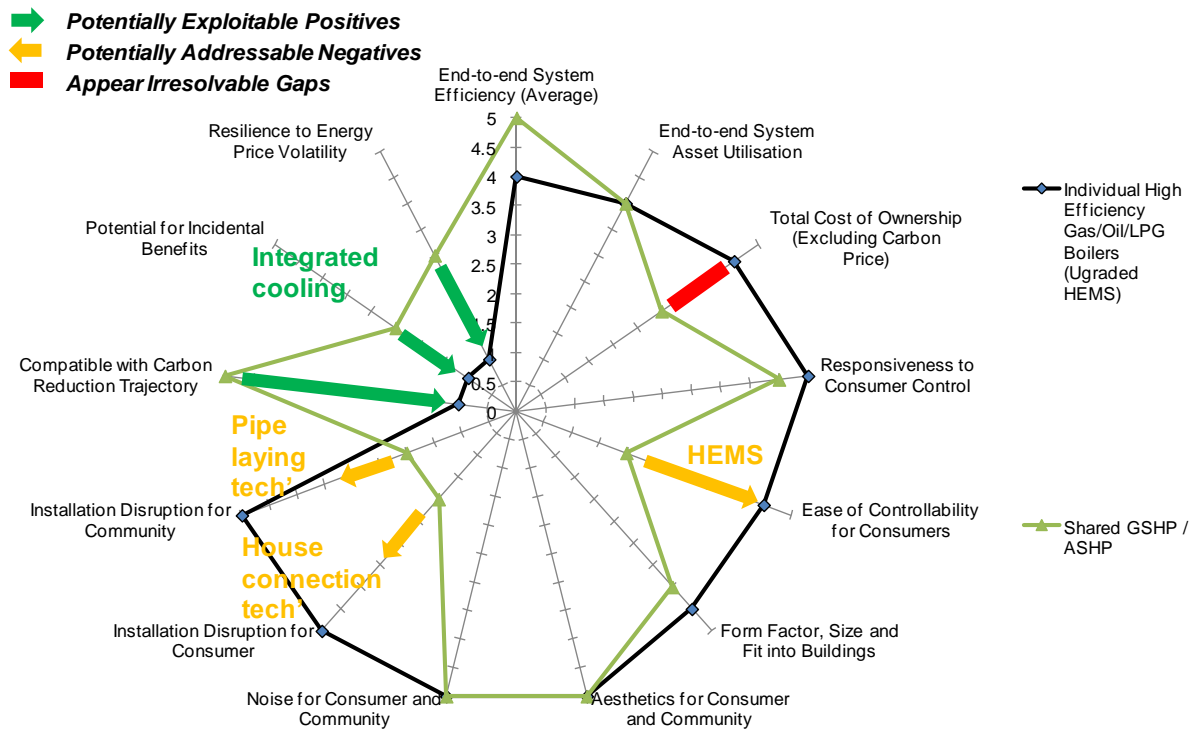 Potentially Exploitable Positives
Potentially Addressable Negatives
Appear Irresolvable Gaps
End-to-end System
Efficiency (Average)
Resilience to Energy
Price Volatility
End-to-end System
Asset Utilisation
Potential for Incidental
Benefits
Total Cost of Ownership
(Excluding Carbon
Price)
Integrated
cooling
Compatible with Carbon
Reduction Trajectory
Responsiveness to
Consumer Control
Pipe
laying
tech'
HEMS
Installation Disruption for
Community
Ease of Controllability
for Consumers
House
connection
tech'
Installation Disruption for
Consumer
Form Factor, Size and
Fit into Buildings
Noise for Consumer and
Community
Aesthetics for Consumer
and Community
5
4.5
4
3.5
3
2.5
2
1.5
0.5
0
Individual High
Efficiency
Gas/Oil/LPG
Boilers
(Ugraded
HEMS)
Shared GSHP /
ASHP